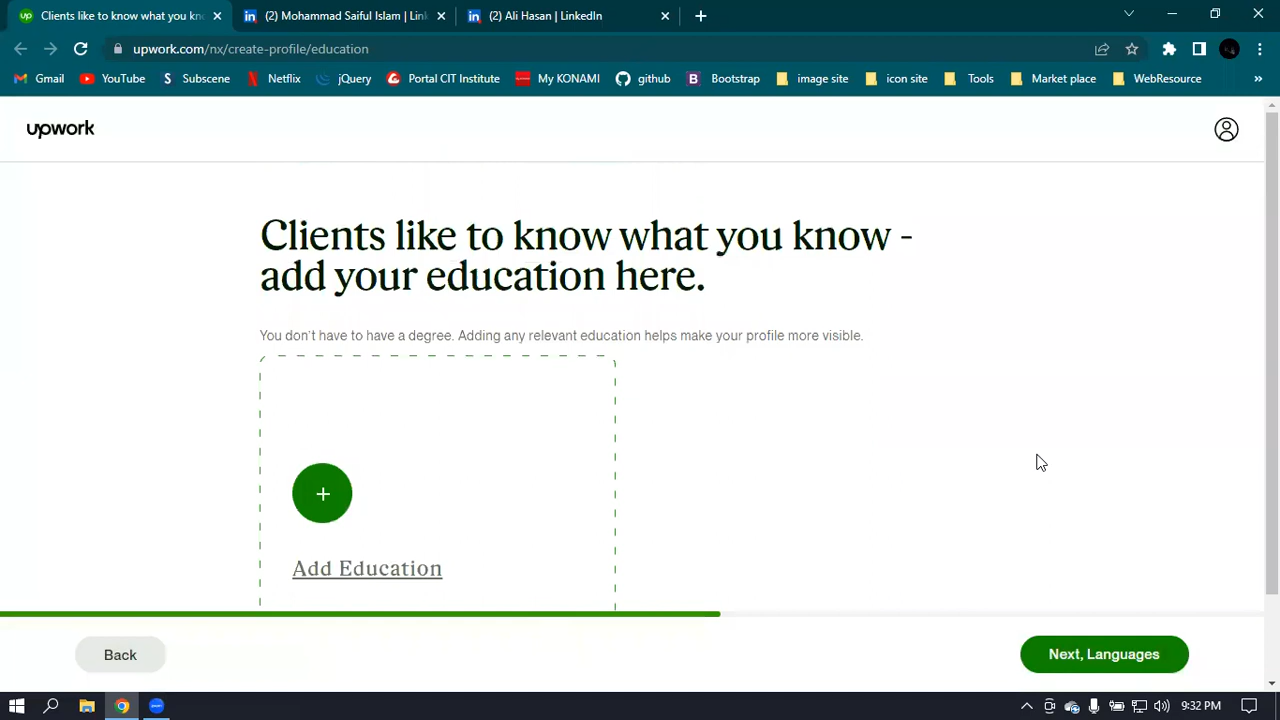 Clients like to know what you kno
(2) Mohammad Saiful Islam | Link
(2) Ali Hasan | LinkedIn
upwork.com/nx/create-profile/education
Gmail
YouTube
Subscene
Netflix
jQuery
Portal CIT Institute
My KONAMI
github
Bootstrap
image site
icon site
Tools
Market place
WebResource
»
upwork
Clients like to know what you know -
add your education here.
You don't have to have a degree. Adding any relevant education helps make your profile more visible.
+
Add Education
Back
Next, Languages
9:32 PM